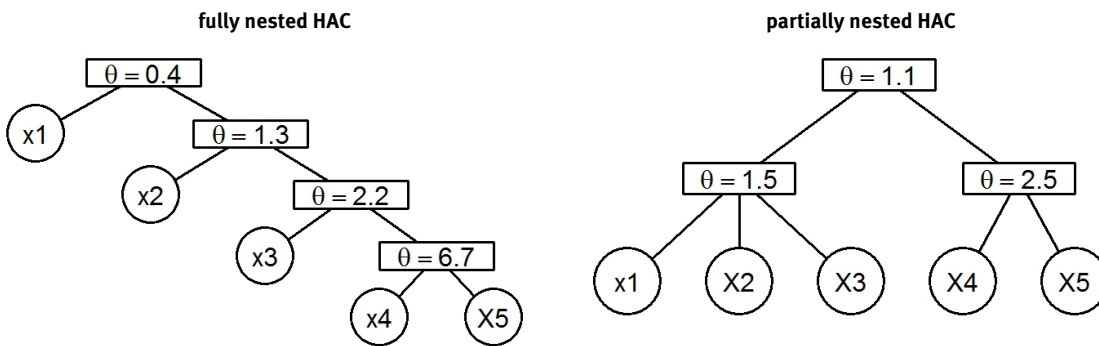 fully nested HAC
θ = 0.4
x1
θ = 1.3
x2
θ = 2.2
x3
θ = 6.7
x4
X5
partially nested HAC
θ = 1.1
θ = 1.5
θ = 2.5
x1
X2
X3
X4
X5